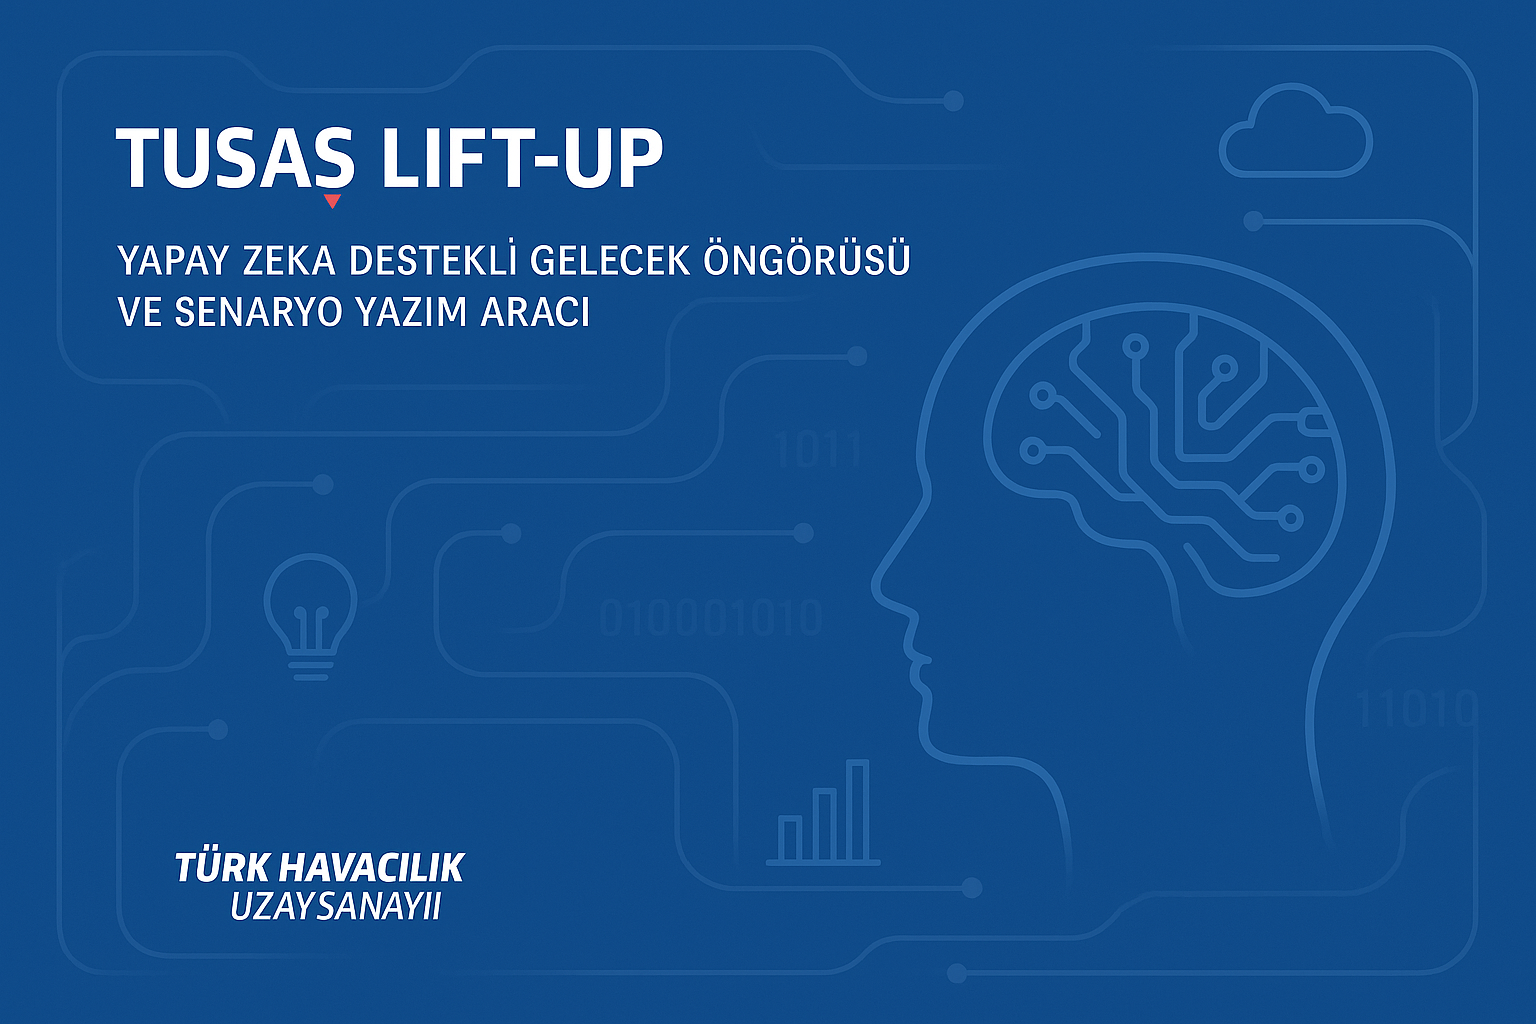 TUSAŞ LIFT-UP
YAPAY ZEKA DESTEKLİ GELECEK ÖNGÖRÜSÜ
VE SENARYO YAZIM ARACI
1011
010001010
11010
TÜRK HAVACILIK
UZAYSANAYII